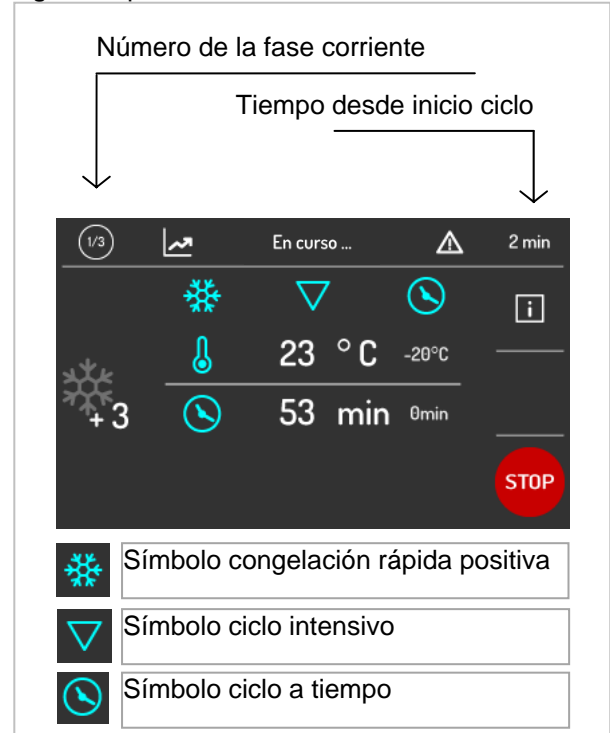 Número de la fase corriente
Tiempo desde inicio ciclo
1/3
En curso ...
2 min
i
23 °C -20°C
+3
53 min 0min
STOP
Símbolo congelación rápida positiva
Símbolo ciclo intensivo
Símbolo ciclo a tiempo